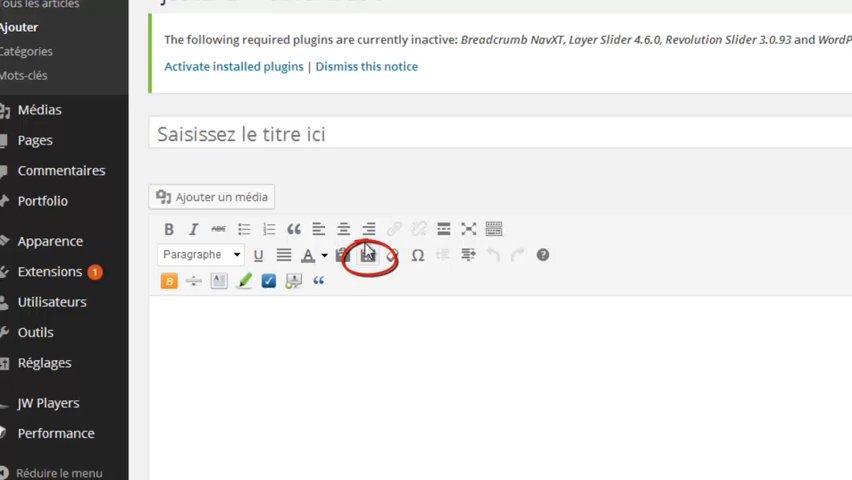 Tous les articles
Ajouter
Catégories
Mots-clés
Médias
Pages
Commentaires
Portfolio
Apparence
Extensions 1
Utilisateurs
Outils
Réglages
JW Players
Performance
Réduire le menu
The following required plugins are currently inactive: Breadcrumb NavXT, Layer Slider 4.6.0, Revolution Slider 3.0.93 and
Activate installed plugins | Dismiss this notice
Saisissez le titre ici
Ajouter un média
B I ABC
Paragraphe U A Ω ?
B